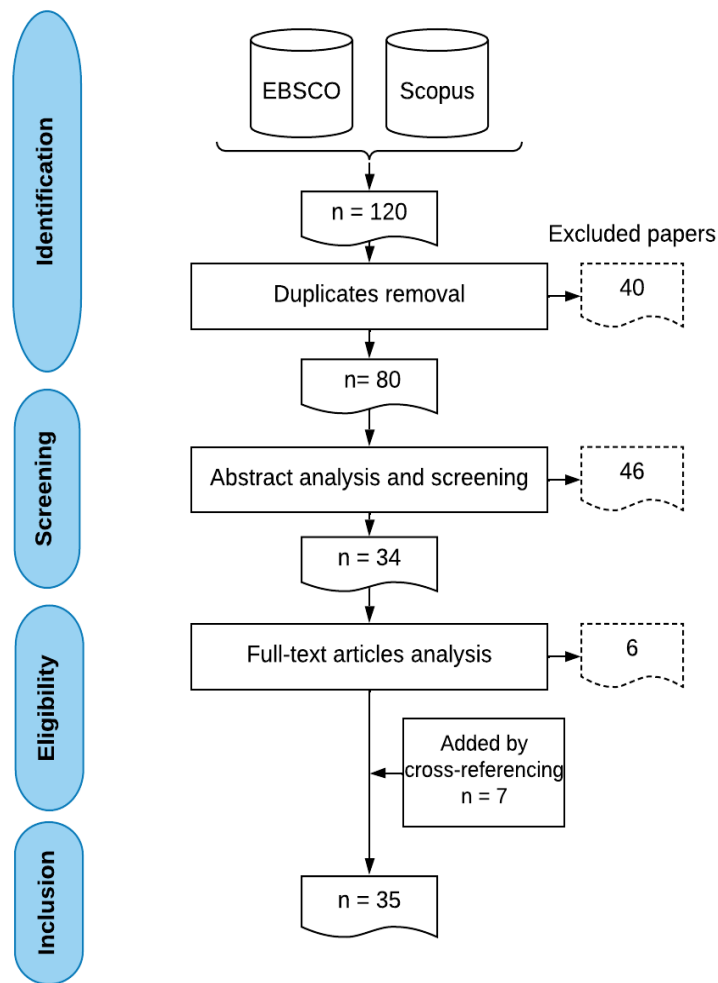 Identification
EBSCO
Scopus
n = 120
Excluded papers
Duplicates removal
40
n= 80
Screening
Abstract analysis and screening
46
n = 34
Eligibility
Full-text articles analysis
6
Added by
cross-referencing
n = 7
Inclusion
n = 35